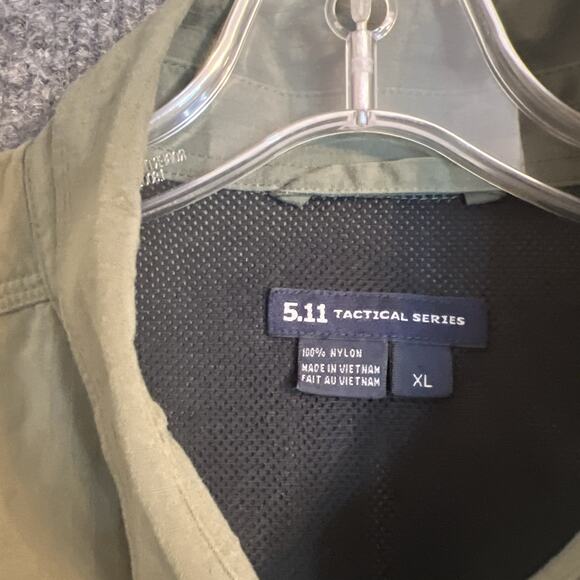 5.11 TACTICAL SERIES
100% NYLON
MADE IN VIETNAM
FAIT AU VIETNAM
XL